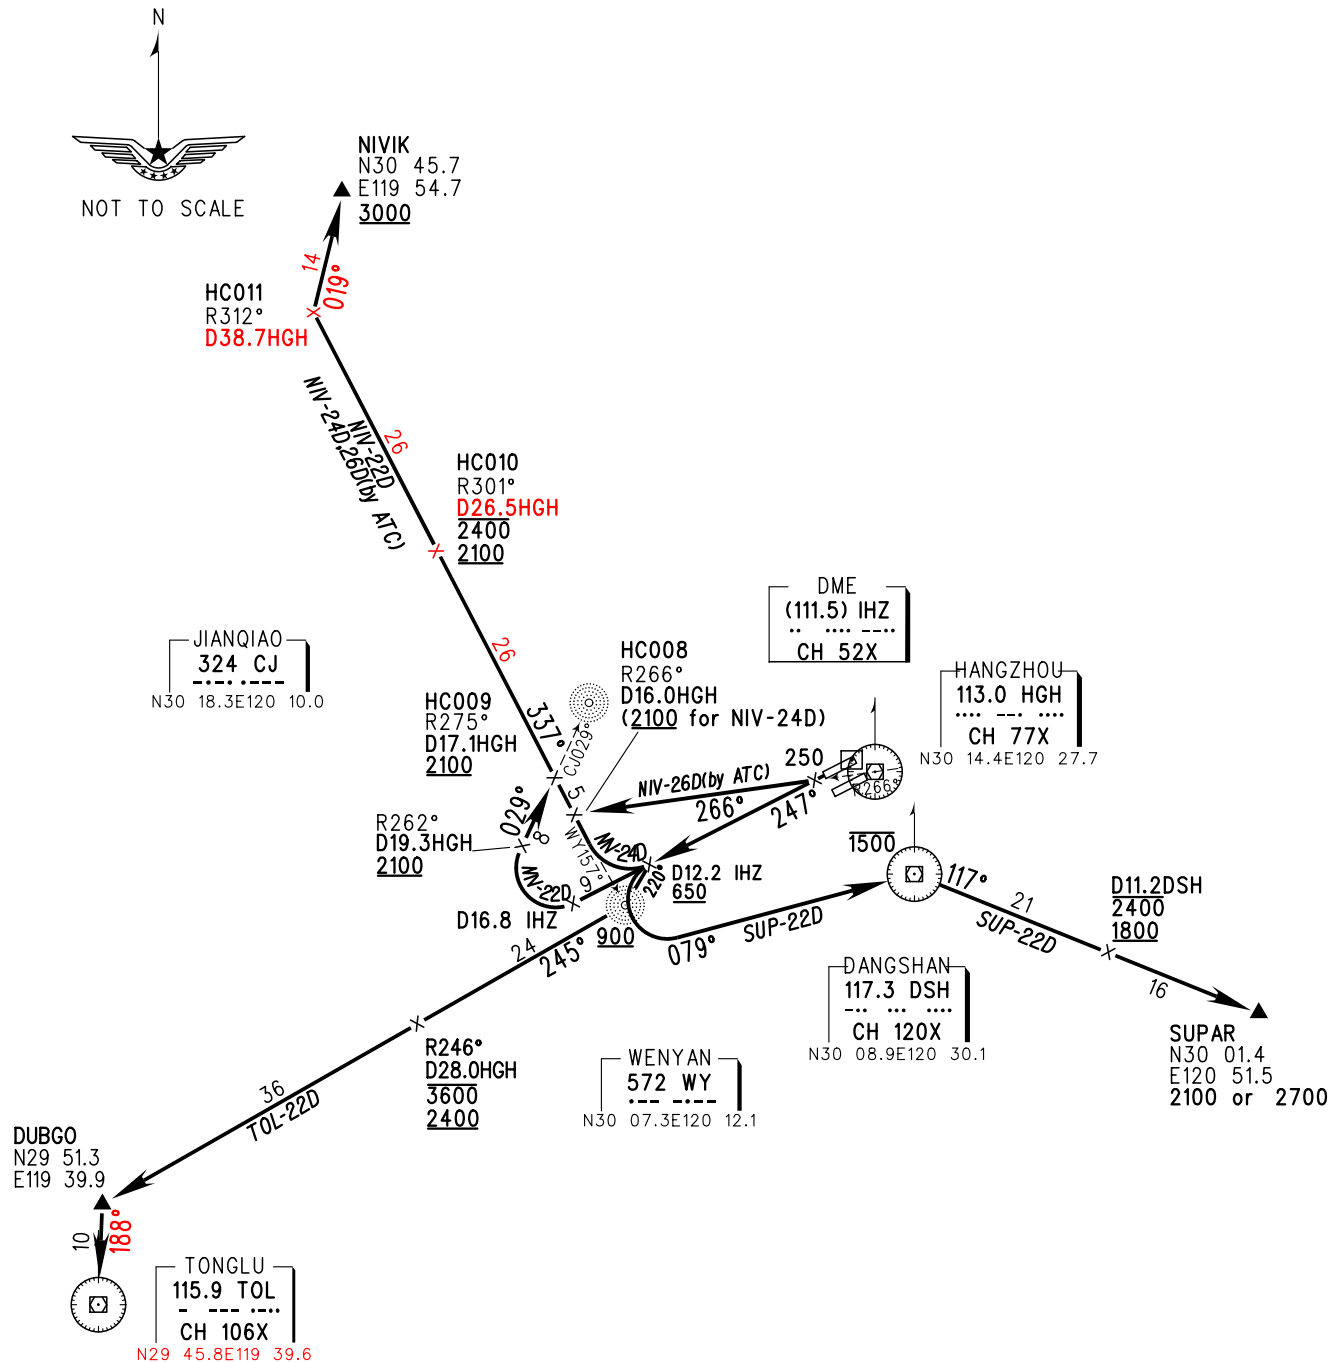 N
NOT TO SCALE
NIVIK
N30 45.7
E119 54.7
3000
14
019°
HC011
R312°
D38.7HGH
NIV-22D
NIV-24D,26D(by ATC)
26
HC010
R301°
D26.5HGH
2400
2100
26
337°
DME
(111.5) IHZ
CH 52X
JIANQIAO
324 CJ
N30 18.3E120 10.0
HC008
R266°
D16.0HGH
(2100 for NIV-24D)
HANGZHOU
113.0 HGH
CH 77X
N30 14.4E120 27.7
HC009
R275°
D17.1HGH
2100
CJ029°
250
R266°
NIV-26D(by ATC)
266°
247°
5
029°
8
R262°
D19.3HGH
2100
WY157°
NIV-24D
1500
D12.2 IHZ
650
220°
NIV-22D
9
D16.8 IHZ
900
117°
21
SUP-22D
D11.2DSH
2400
1800
079°
SUP-22D
24
245°
DANGSHAN
117.3 DSH
CH 120X
N30 08.9E120 30.1
16
SUPAR
N30 01.4
E120 51.5
2100 or 2700
R246°
D28.0HGH
3600
2400
WENYAN
572 WY
N30 07.3E120 12.1
36
TOL-22D
DUBGO
N29 51.3
E119 39.9
10
188°
TONGLU
115.9 TOL
CH 106X
N29 45.8E119 39.6